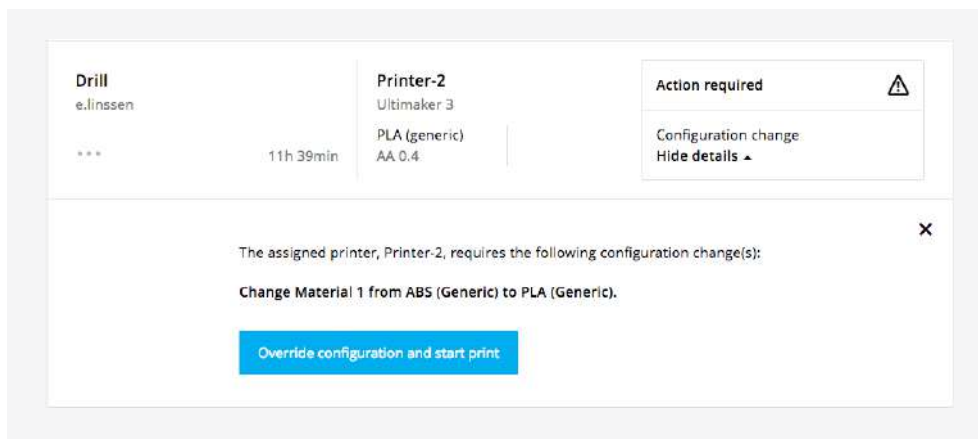 Drill
e.linssen
... 11h 39min
Printer-2
Ultimaker 3
PLA (generic)
AA 0.4
Action required
Configuration change
Hide details
The assigned printer, Printer-2, requires the following configuration change(s):
Change Material 1 from ABS (Generic) to PLA (Generic).
Override configuration and start print